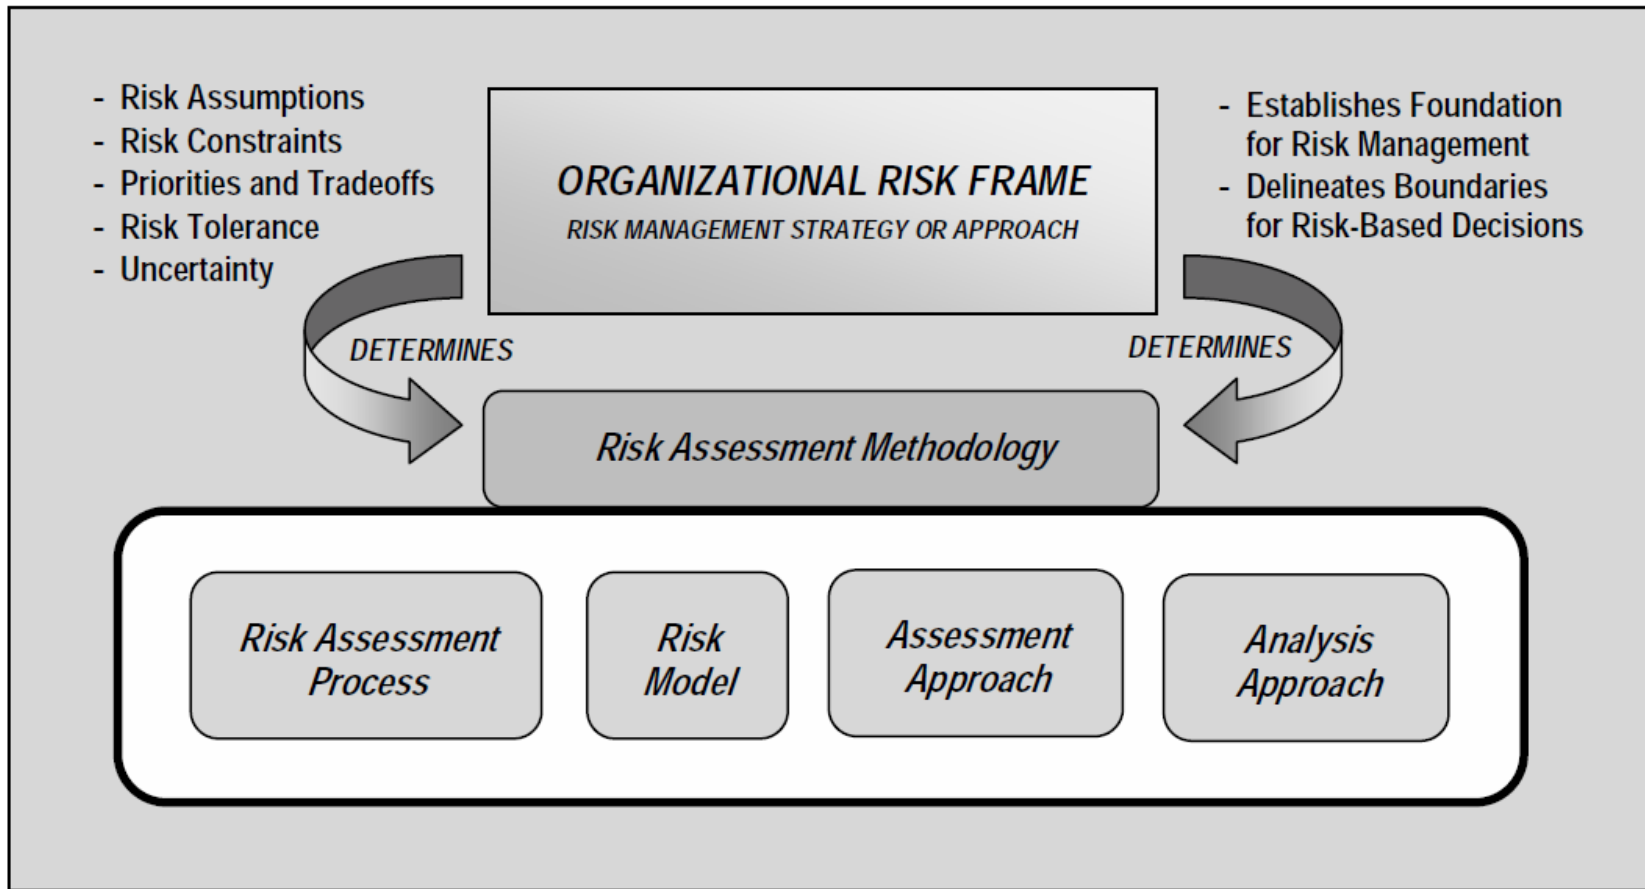 - Risk Assumptions
- Risk Constraints
- Priorities and Tradeoffs
- Risk Tolerance
- Uncertainty
ORGANIZATIONAL RISK FRAME
RISK MANAGEMENT STRATEGY OR APPROACH
- Establishes Foundation
for Risk Management
- Delineates Boundaries
for Risk-Based Decisions
DETERMINES
DETERMINES
Risk Assessment Methodology
Risk Assessment
Process
Risk
Model
Assessment
Approach
Analysis
Approach